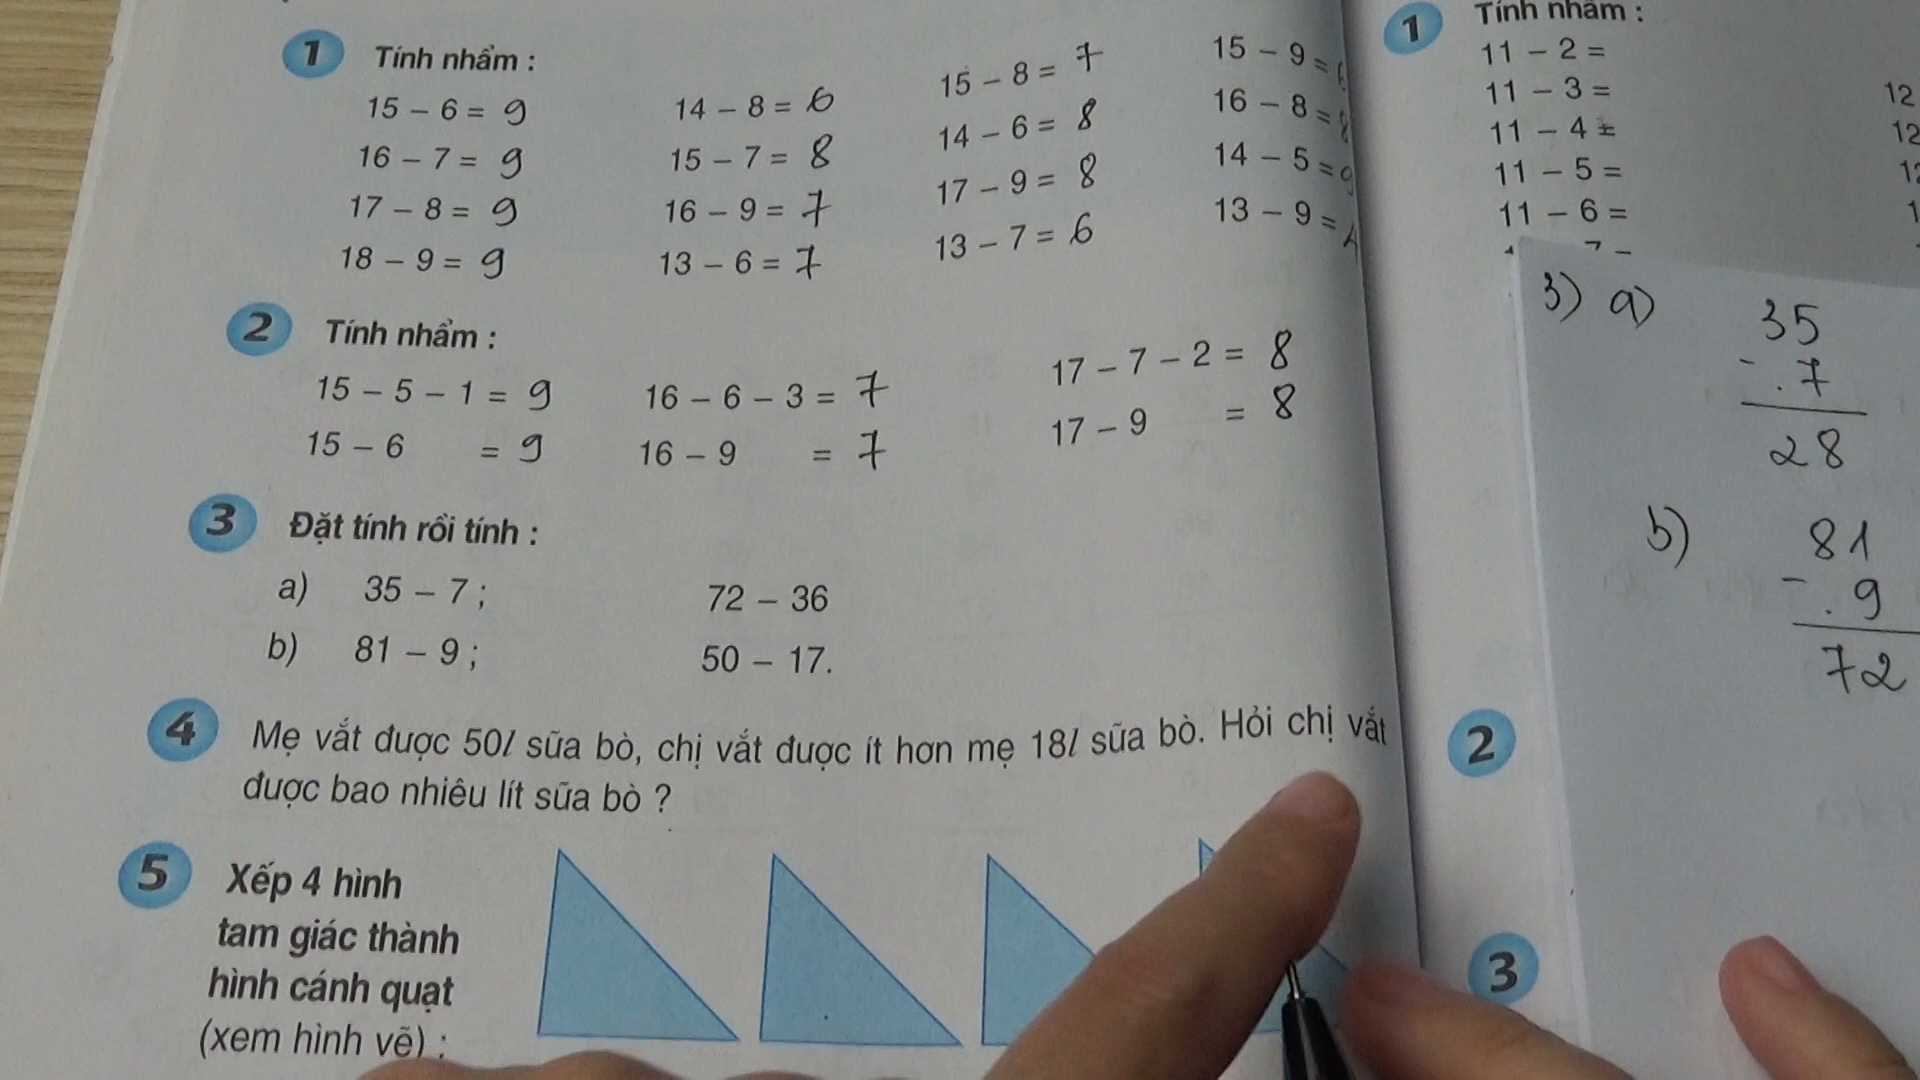 1 Tính nhẩm :
15 – 6 = 9 14 – 8 = 6 15 – 8 = 7 15 – 9 = 6
16 – 7 = 9 15 – 7 = 8 14 – 6 = 8 16 – 8 = 8
17 – 8 = 9 16 – 9 = 7 17 – 9 = 8 14 – 5 = 9
18 – 9 = 9 13 – 6 = 7 13 – 7 = 6 13 – 9 = 4
2 Tính nhẩm :
15 – 5 – 1 = 9 16 – 6 – 3 = 7 17 – 7 – 2 = 8
15 – 6 = 9 16 – 9 = 7 17 – 9 = 8
3 Đặt tính rồi tính :
a) 35 – 7 ; 72 – 36
b) 81 – 9 ; 50 – 17.
4 Mẹ vắt được 50l sữa bò, chị vắt được ít hơn mẹ 18l sữa bò. Hỏi chị vắt
được bao nhiêu lít sữa bò ?
5 Xếp 4 hình
tam giác thành
hình cánh quạt
(xem hình vẽ) :
1 Tính nhẩm :
11 – 2 =
11 – 3 = 12
11 – 4 = 12
11 – 5 =
11 – 6 =
3) a) 35
- . 7
28
b) 81
- . 9
72
2
3